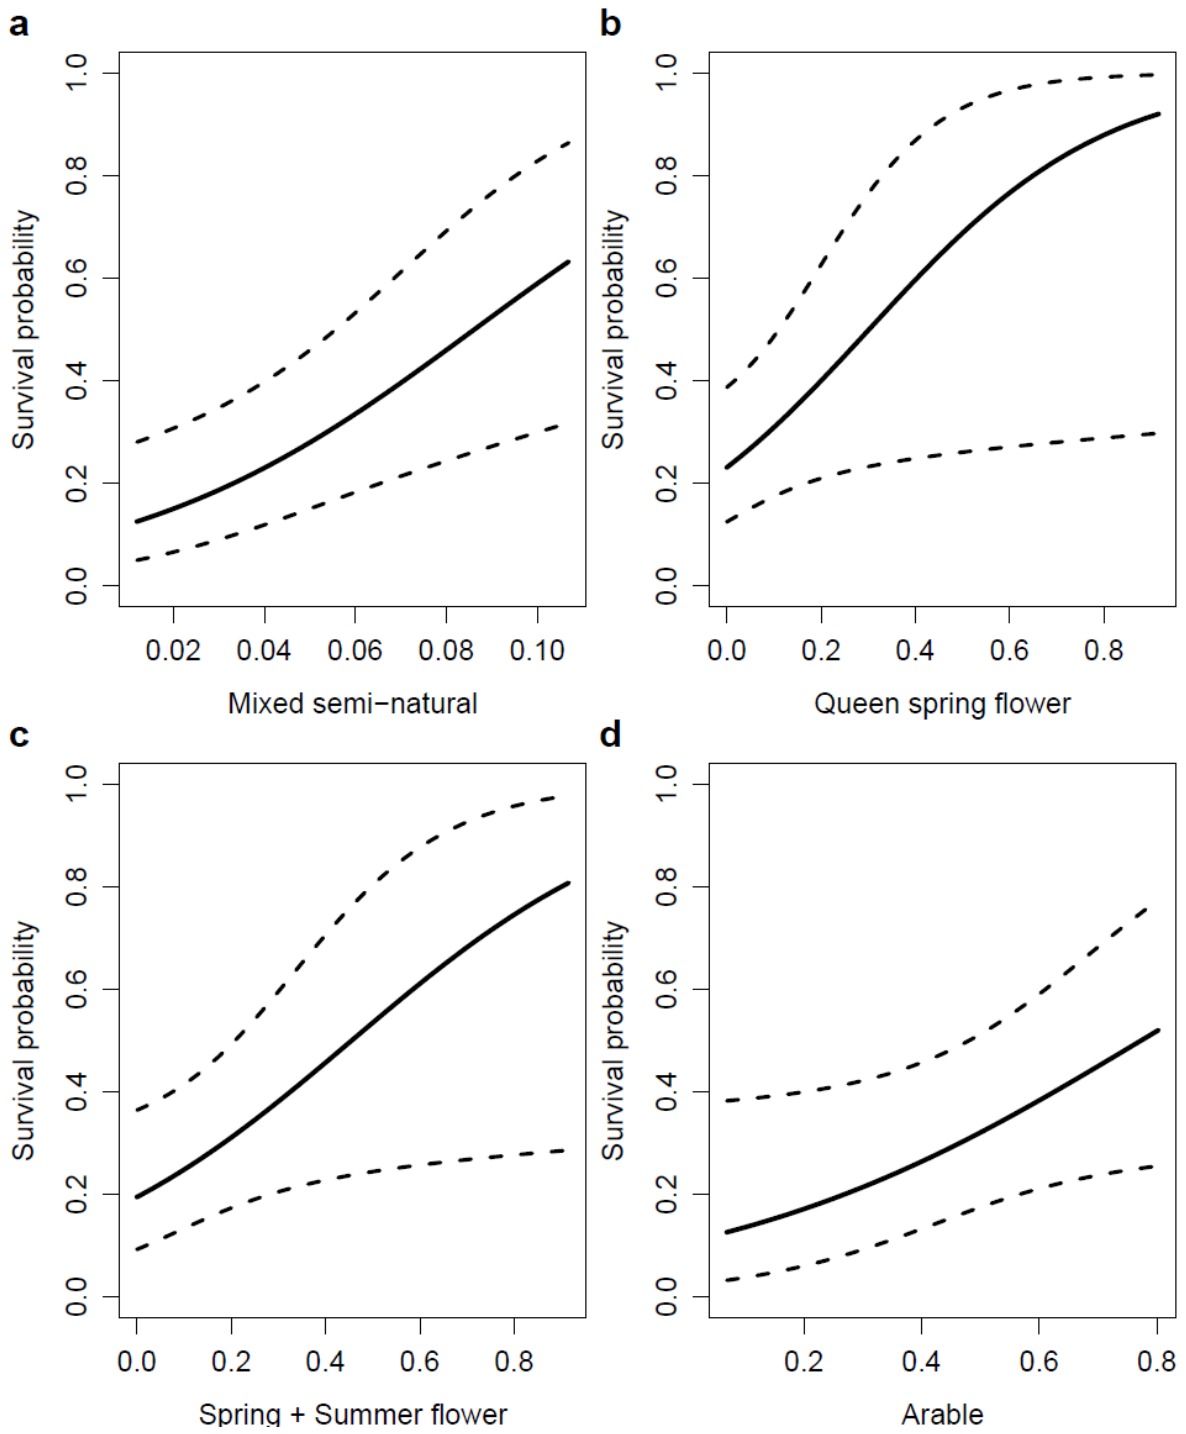 a
Survival probability
0.0 0.2 0.4 0.6 0.8 1.0
0.02 0.04 0.06 0.08 0.10
Mixed semi−natural
b
Survival probability
0.0 0.2 0.4 0.6 0.8 1.0
0.0 0.2 0.4 0.6 0.8
Queen spring flower
c
Survival probability
0.0 0.2 0.4 0.6 0.8 1.0
0.0 0.2 0.4 0.6 0.8
Spring + Summer flower
d
Survival probability
0.0 0.2 0.4 0.6 0.8 1.0
0.2 0.4 0.6 0.8
Arable